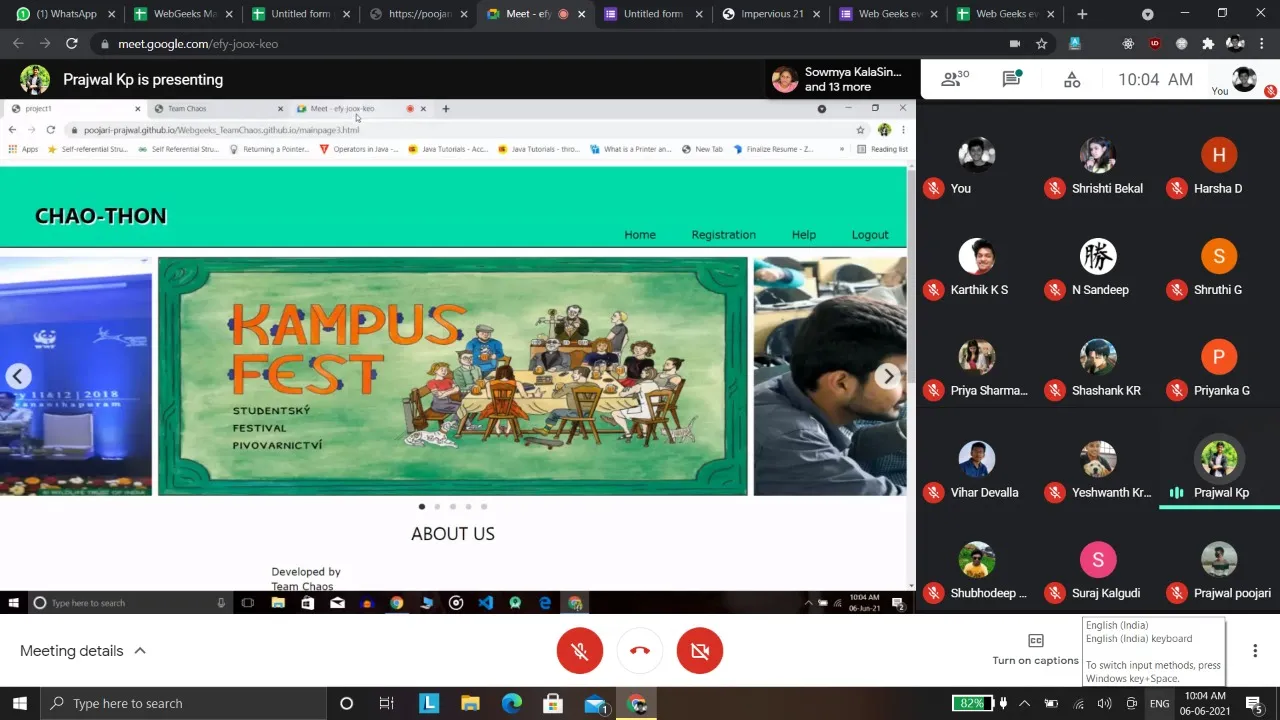 (1) WhatsApp
WebGeeks Ma
Untitled form
https://poojan
Meet - efy
Untitled form
Impervious 21
Web Geeks ev
Web Geeks ev
meet.google.com/efy-joox-keo
Prajwal Kp is presenting
Sowmya KalaSin...
and 13 more
30
10:04 AM
You
project1
Team Chaos
Meet - efy-joox-keo
poojari-prajwal.github.io/Webgeeks_TeamChaos.github.io/mainpage3.html
Apps
Self-referential Stru...
Self Referential Stru...
Returning a Pointer...
Operators in Java -...
Java Tutorials - Acc...
Java Tutorials - thro...
What is a Printer an...
New Tab
Finalize Resume - Z...
»
Reading list
CHAO-THON
Home
Registration
Help
Logout
KAMPUS
FEST
STUDENTSKÝ
FESTIVAL
PIVOVARNICTVÍ
WWF
y 11&12 | 2018
ananthapuram
ABOUT US
Developed by
Team Chaos
Type here to search
10:04 AM
06-Jun-21
2
You
Shrishti Bekal
H
Harsha D
Karthik K S
勝
N Sandeep
S
Shruthi G
Priya Sharma...
Shashank KR
P
Priyanka G
Vihar Devalla
Yeshwanth Kr...
Prajwal Kp
Shubhodeep ...
S
Suraj Kalgudi
Prajwal poojari
Meeting details
Turn on captions
English (India)
English (India) keyboard
To switch input methods, press
Windows key+Space.
Type here to search
L
1
82%
ENG
10:04 AM
06-06-2021
5